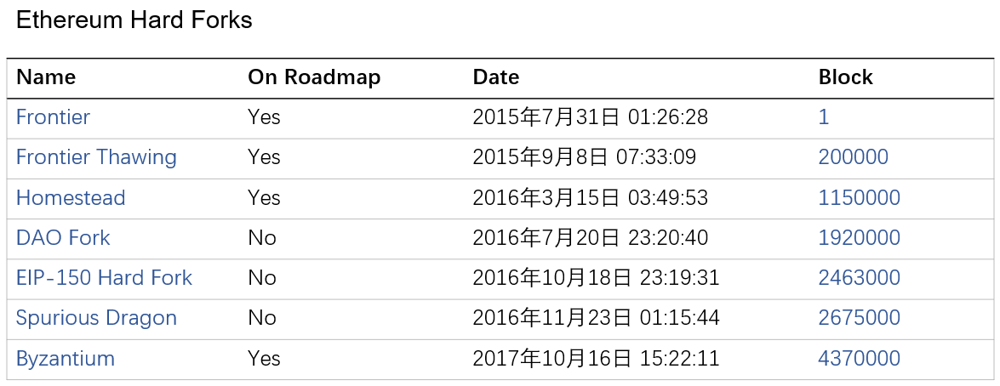 Ethereum Hard Forks
Name On Roadmap Date Block
Frontier Yes 2015年7月31日 01:26:28 1
Frontier Thawing Yes 2015年9月8日 07:33:09 200000
Homestead Yes 2016年3月15日 03:49:53 1150000
DAO Fork No 2016年7月20日 23:20:40 1920000
EIP-150 Hard Fork No 2016年10月18日 23:19:31 2463000
Spurious Dragon No 2016年11月23日 01:15:44 2675000
Byzantium Yes 2017年10月16日 15:22:11 4370000